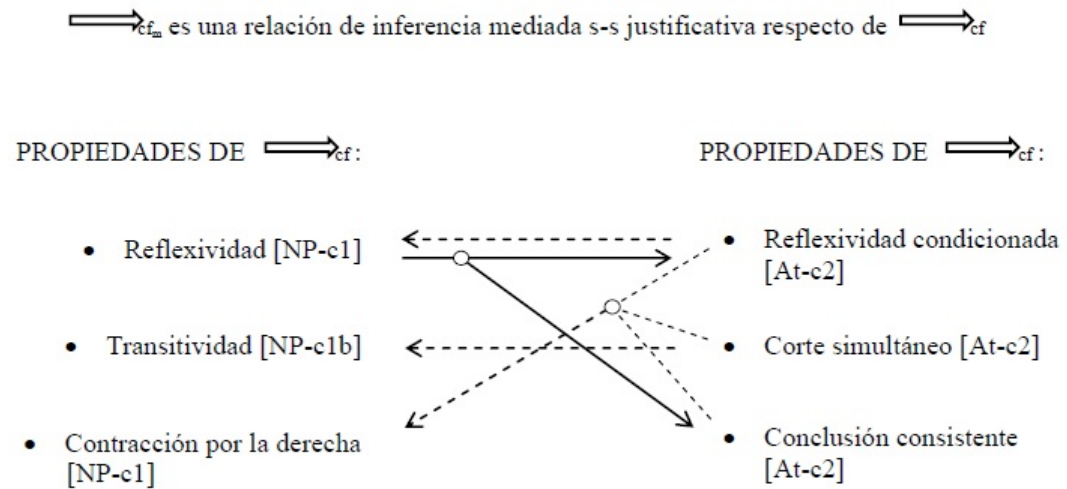 ⟹cfm es una relación de inferencia mediada s-s justificativa respecto de ⟹cf
PROPIEDADES DE ⟹cf :
PROPIEDADES DE ⟹cf :
• Reflexividad [NP-c1]
• Transitividad [NP-c1b]
• Contracción por la derecha
[NP-c1]
• Reflexividad condicionada
[At-c2]
• Corte simultáneo [At-c2]
• Conclusión consistente
[At-c2]